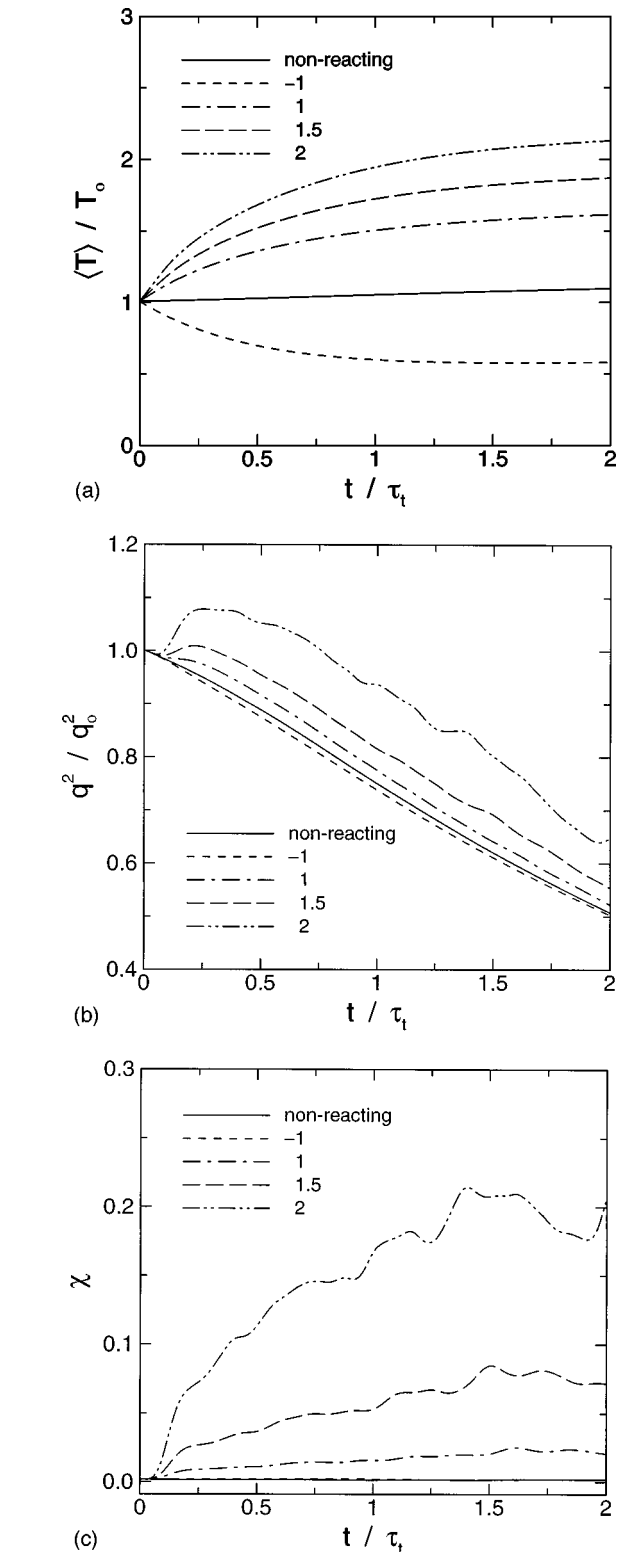 3
non-reacting
−1
1
1.5
2
2
⟨T⟩ / T₀
1
0
0 0.5 1 1.5 2
(a) t / τₜ
1.2
1.0
q² / q₀²
0.8
non-reacting
−1
0.6
1
1.5
2
0.4
0 0.5 1 1.5 2
(b) t / τₜ
0.3
non-reacting
−1
1
1.5
0.2
2
χ
0.1
0.0
0 0.5 1 1.5 2
(c) t / τₜ